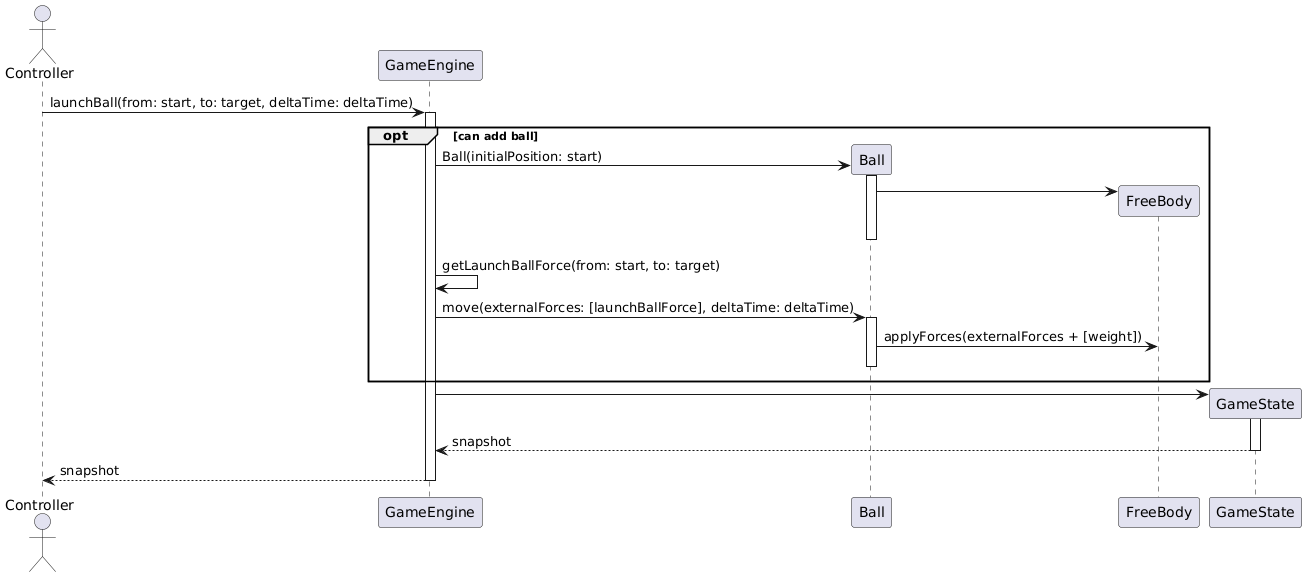 Controller
GameEngine
launchBall(from: start, to: target, deltaTime: deltaTime)
opt
[can add ball]
Ball(initialPosition: start)
Ball
FreeBody
getLaunchBallForce(from: start, to: target)
move(externalForces: [launchBallForce], deltaTime: deltaTime)
applyForces(externalForces + [weight])
GameState
snapshot
snapshot
Controller
GameEngine
Ball
FreeBody
GameState